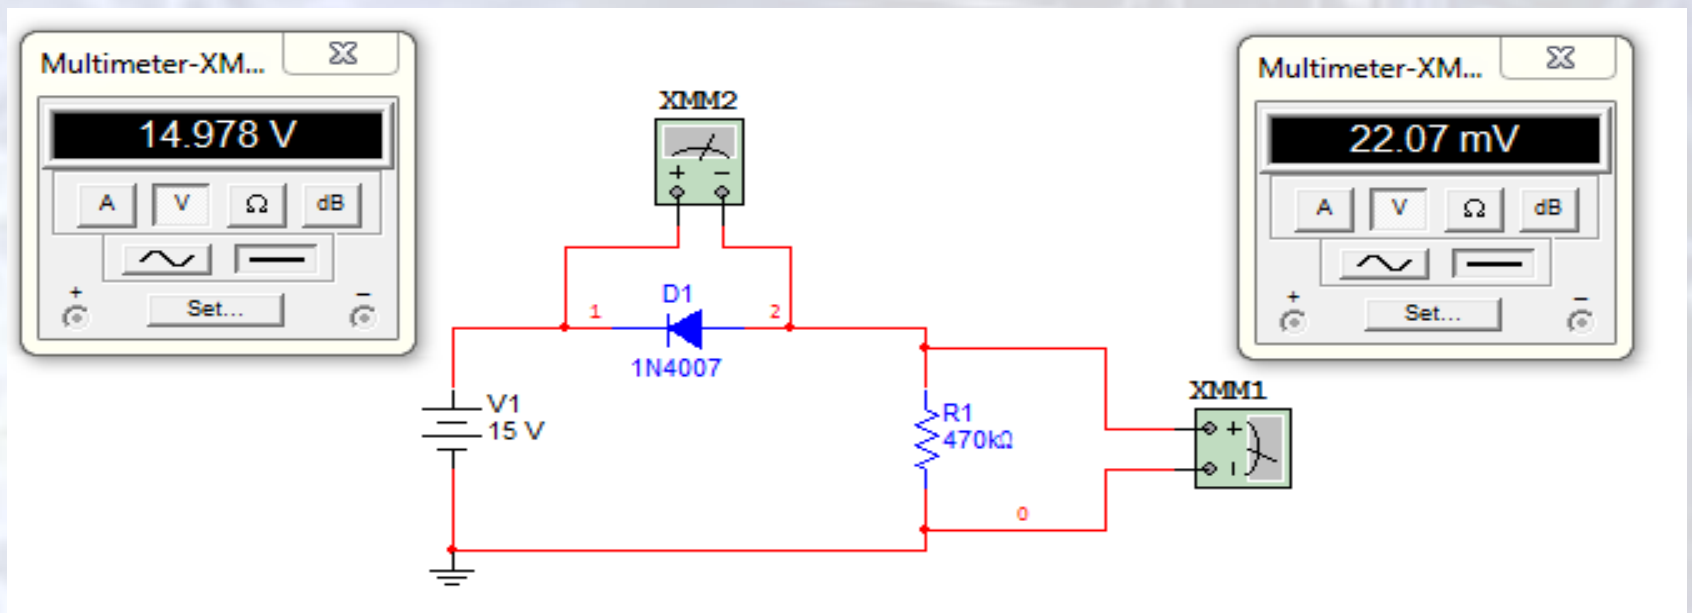 Multimeter-XM...
14.978 V
A
V
Ω
dB
+
Set...
−
XMM2
+ −
1
D1
2
1N4007
V1
15 V
R1
470kΩ
0
XMM1
+
−
Multimeter-XM...
22.07 mV
A
V
Ω
dB
+
Set...
−